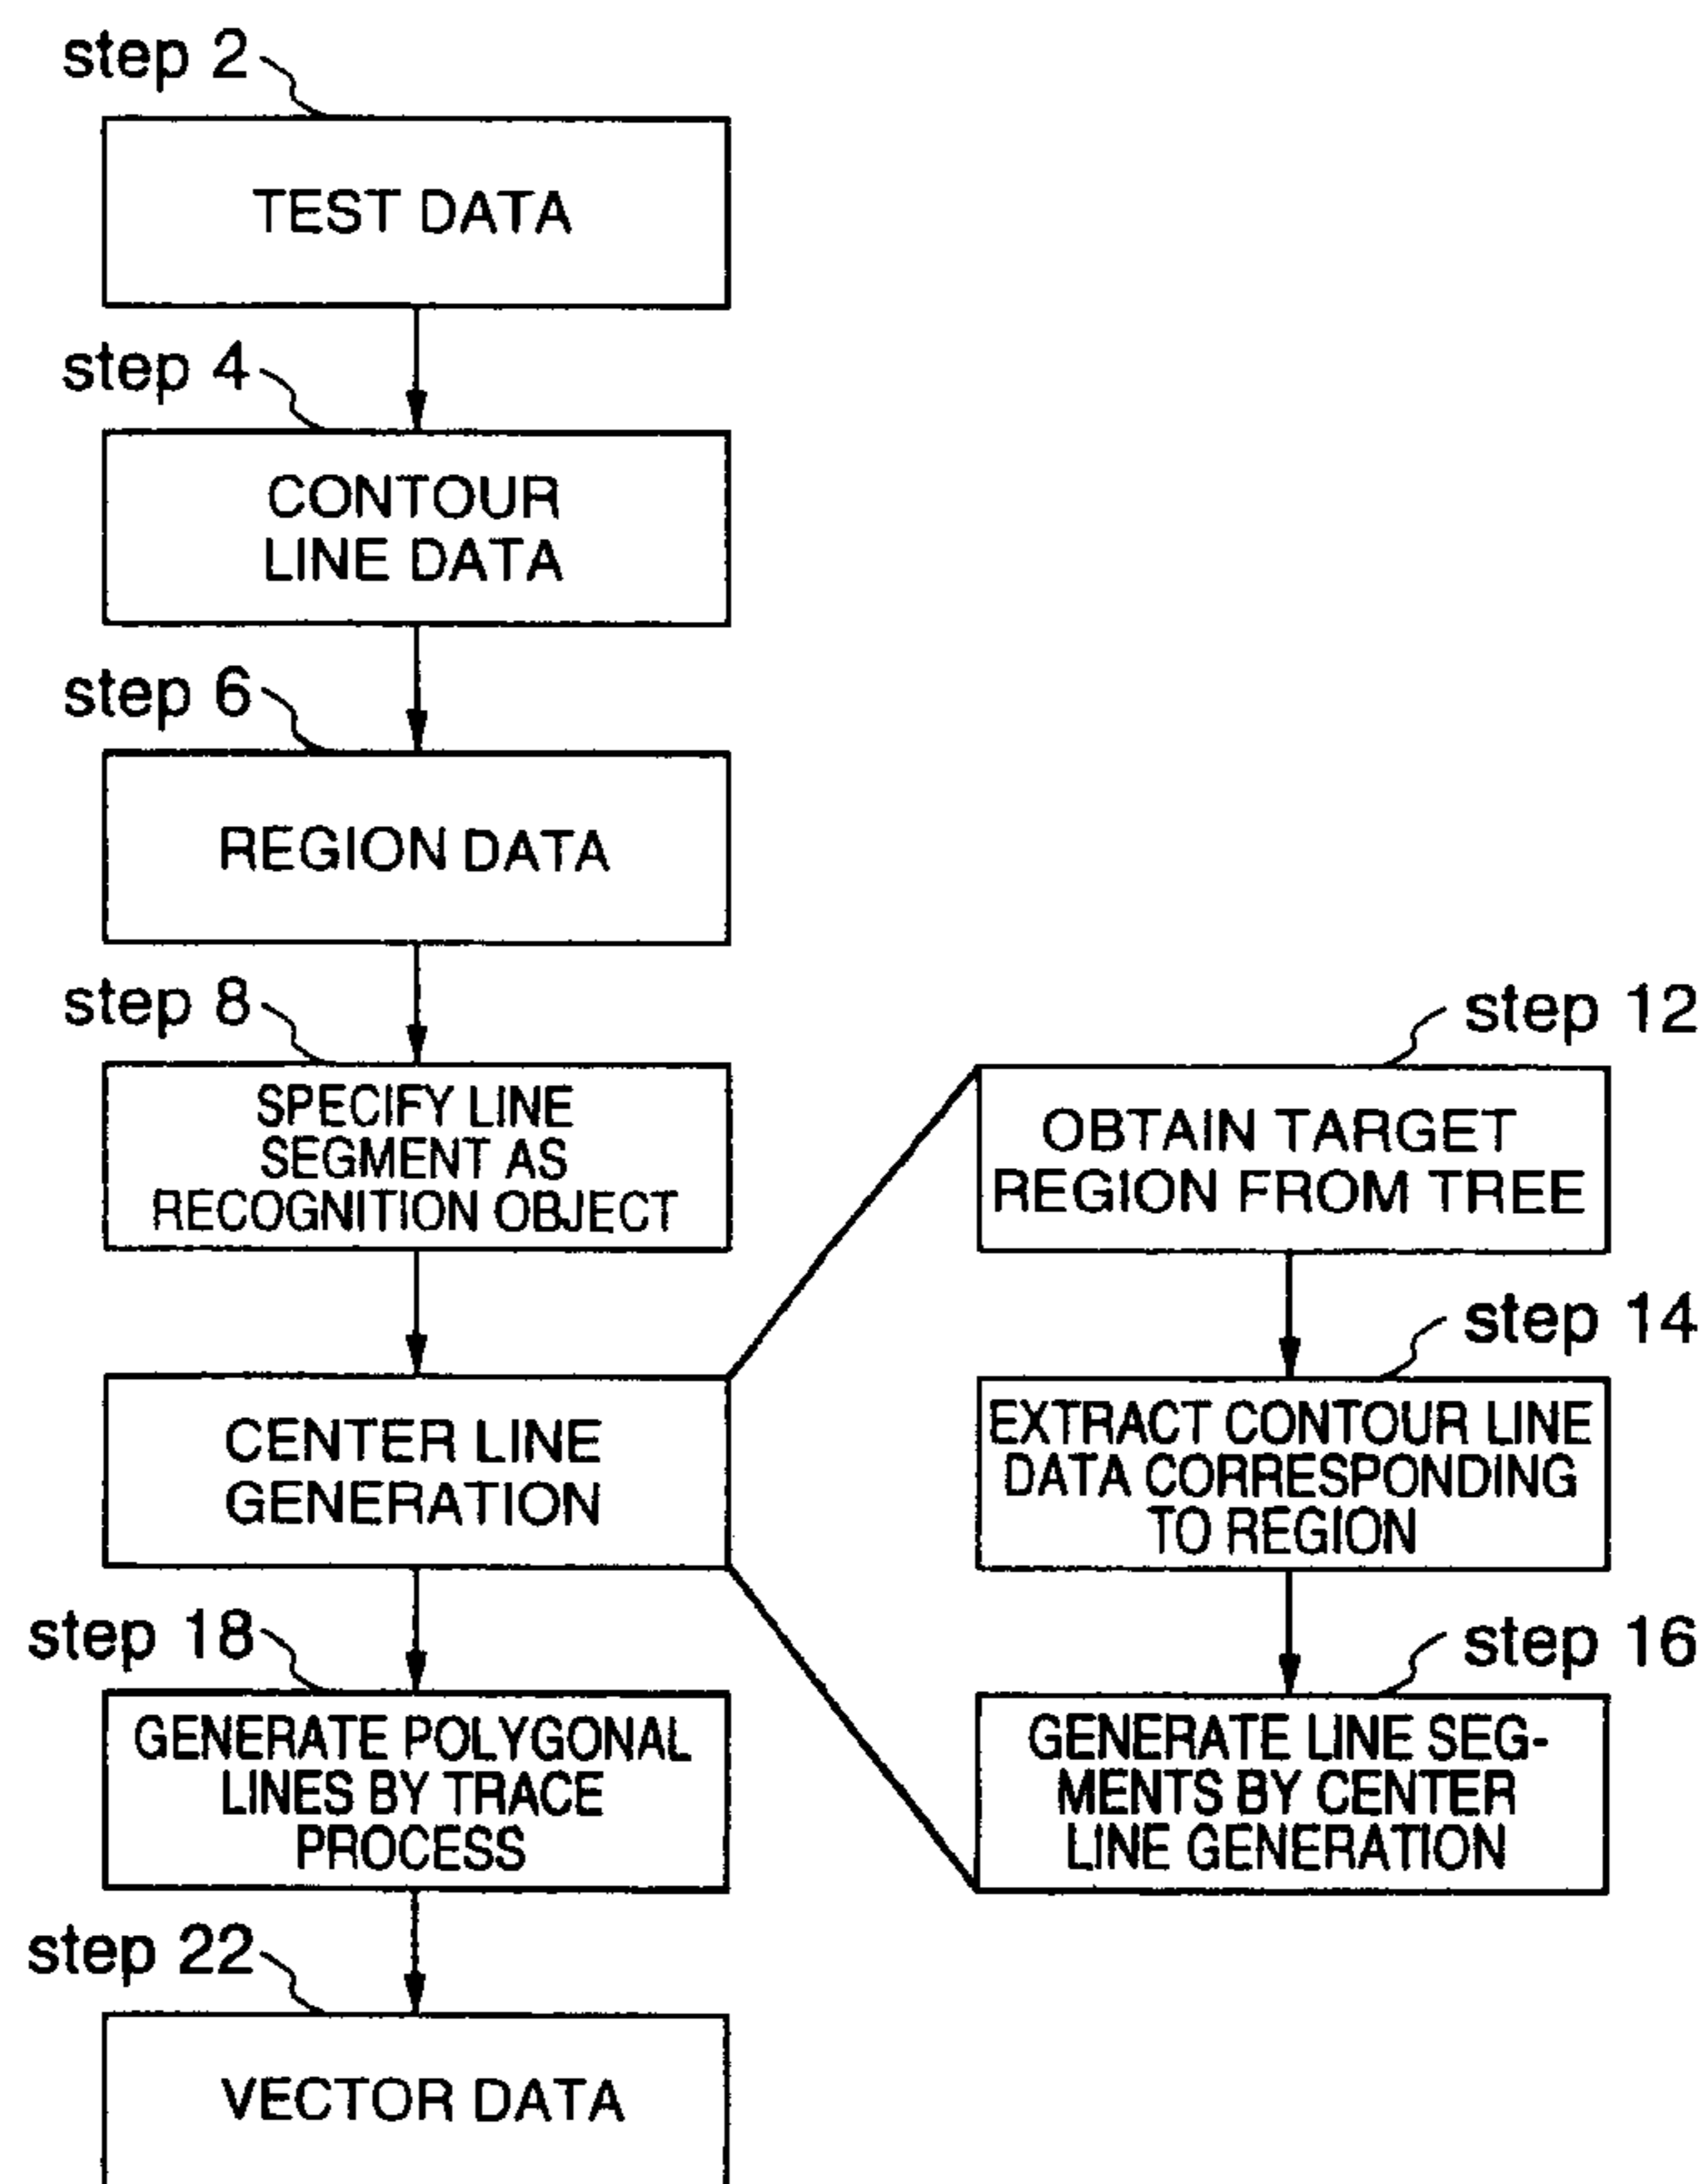 step 2
TEST DATA
step 4
CONTOUR
LINE DATA
step 6
REGION DATA
step 8
SPECIFY LINE
SEGMENT AS
RECOGNITION OBJECT
CENTER LINE
GENERATION
step 12
OBTAIN TARGET
REGION FROM TREE
step 14
EXTRACT CONTOUR LINE
DATA CORRESPONDING
TO REGION
step 16
GENERATE LINE SEG-
MENTS BY CENTER
LINE GENERATION
step 18
GENERATE POLYGONAL
LINES BY TRACE
PROCESS
step 22
VECTOR DATA